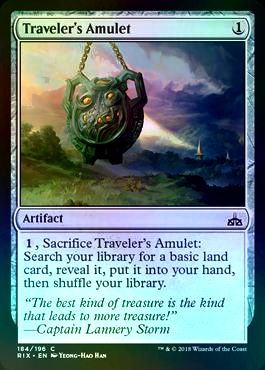 Traveler's Amulet 1
Artifact
1, Sacrifice Traveler's Amulet:
Search your library for a basic land
card, reveal it, put it into your hand,
then shuffle your library.
"The best kind of treasure is the kind
that leads to more treasure!"
—Captain Lannery Storm
184/196 C
RIX • EN Yeong-Hao Han
™ & © 2018 Wizards of the Coast